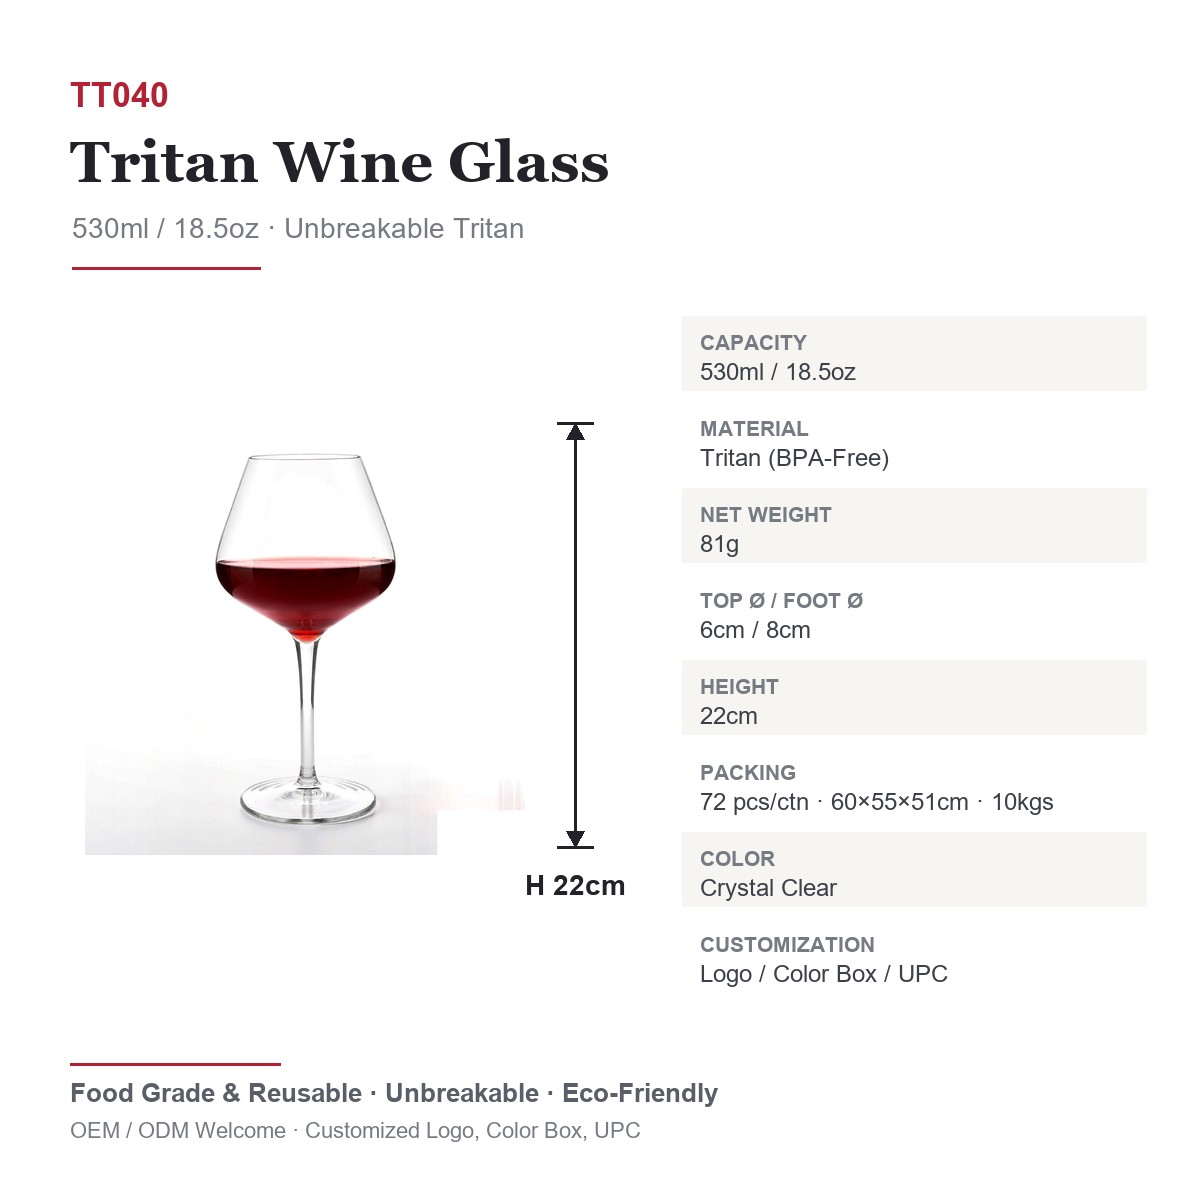 TT040
Tritan Wine Glass
530ml / 18.5oz · Unbreakable Tritan
CAPACITY
530ml / 18.5oz
MATERIAL
Tritan (BPA-Free)
NET WEIGHT
81g
TOP Ø / FOOT Ø
6cm / 8cm
HEIGHT
22cm
PACKING
72 pcs/ctn · 60×55×51cm · 10kgs
COLOR
Crystal Clear
CUSTOMIZATION
Logo / Color Box / UPC
H 22cm
Food Grade & Reusable · Unbreakable · Eco-Friendly
OEM / ODM Welcome · Customized Logo, Color Box, UPC